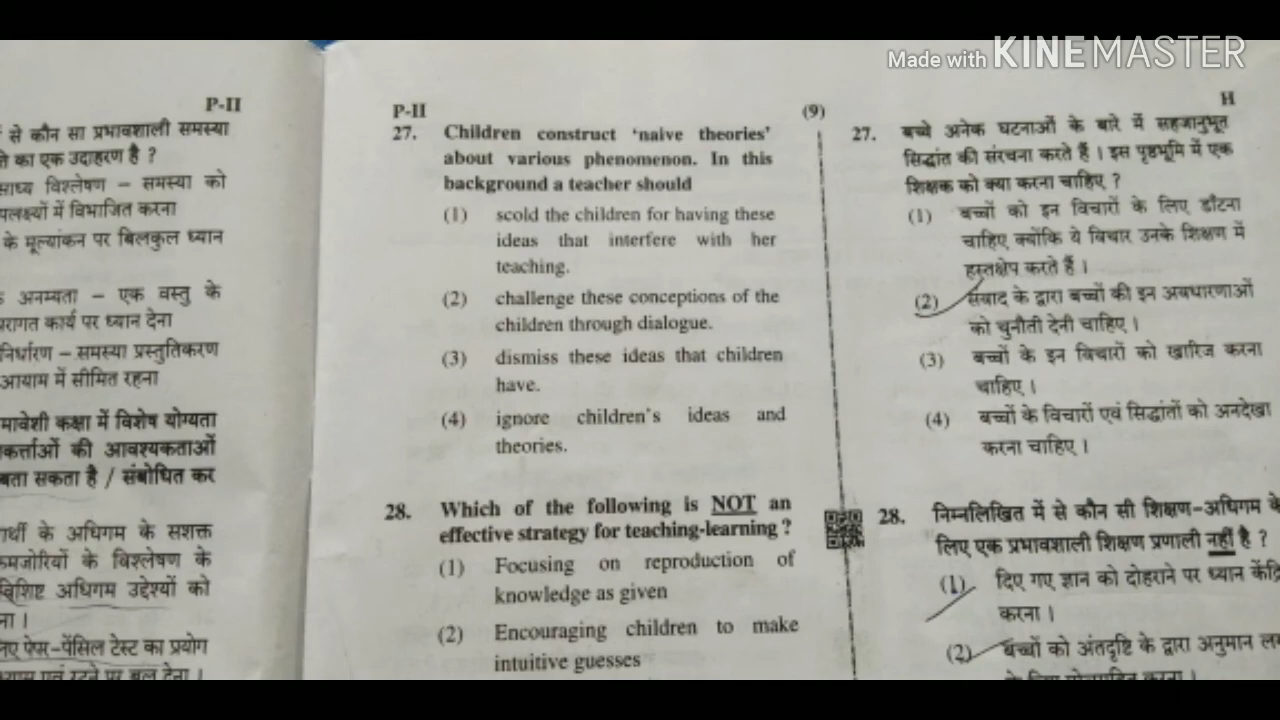 Made with KINEMASTER
P-II
से कौन सा प्रभावशाली समस्या
का एक उदाहरण है ?
विश्लेषण – समस्या को
में विभाजित करना
के मूल्यांकन पर बिलकुल ध्यान
अनम्यता – एक वस्तु के
कार्य पर ध्यान देना
– समस्या प्रस्तुतिकरण
आयाम में सीमित रहना
कक्षा में विशेष योग्यता
की आवश्यकताओं
सकता है / संबोधित कर
के अधिगम के सशक्त
के विश्लेषण के
अधिगम उद्देश्यों को
पेपर-पेंसिल टेस्ट का प्रयोग
एवं रटने पर बल देना ।
P-II
(9)
H
27. Children construct ‘naive theories’
about various phenomenon. In this
background a teacher should
(1) scold the children for having these
ideas that interfere with her
teaching.
(2) challenge these conceptions of the
children through dialogue.
(3) dismiss these ideas that children
have.
(4) ignore children’s ideas and
theories.
28. Which of the following is NOT an
effective strategy for teaching-learning ?
(1) Focusing on reproduction of
knowledge as given
(2) Encouraging children to make
intuitive guesses
27. बच्चे अनेक घटनाओं के बारे में सहजानुभूत
सिद्धांत की संरचना करते हैं । इस पृष्ठभूमि में एक
शिक्षक को क्या करना चाहिए ?
(1) बच्चों को इन विचारों के लिए डाँटना
चाहिए क्योंकि ये विचार उनके शिक्षण में
हस्तक्षेप करते हैं ।
(2) संवाद के द्वारा बच्चों की इन अवधारणाओं
को चुनौती देनी चाहिए ।
(3) बच्चों के इन विचारों को खारिज करना
चाहिए ।
(4) बच्चों के विचारों एवं सिद्धांतों को अनदेखा
करना चाहिए ।
28. निम्नलिखित में से कौन सी शिक्षण-अधिगम के
लिए एक प्रभावशाली शिक्षण प्रणाली नहीं है ?
(1) दिए गए ज्ञान को दोहराने पर ध्यान
करना ।
(2) बच्चों को अंतदृष्टि के द्वारा अनुमान